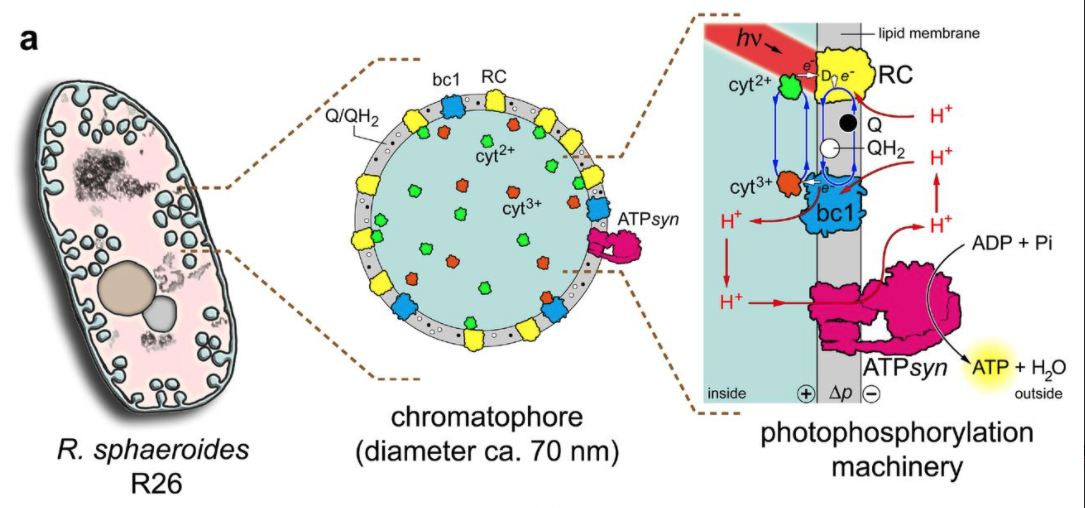 a
R. sphaeroides
R26
bc1
RC
Q/QH₂
cyt²⁺
cyt³⁺
ATPsyn
chromatophore
(diameter ca. 70 nm)
hν
lipid membrane
e⁻
D
e⁻
RC
cyt²⁺
H⁺
Q
QH₂
H⁺
cyt³⁺
e⁻
bc1
H⁺
H⁺
ADP + Pi
H⁺
ATPsyn
ATP + H₂O
inside
+
Δp
−
outside
photophosphorylation
machinery